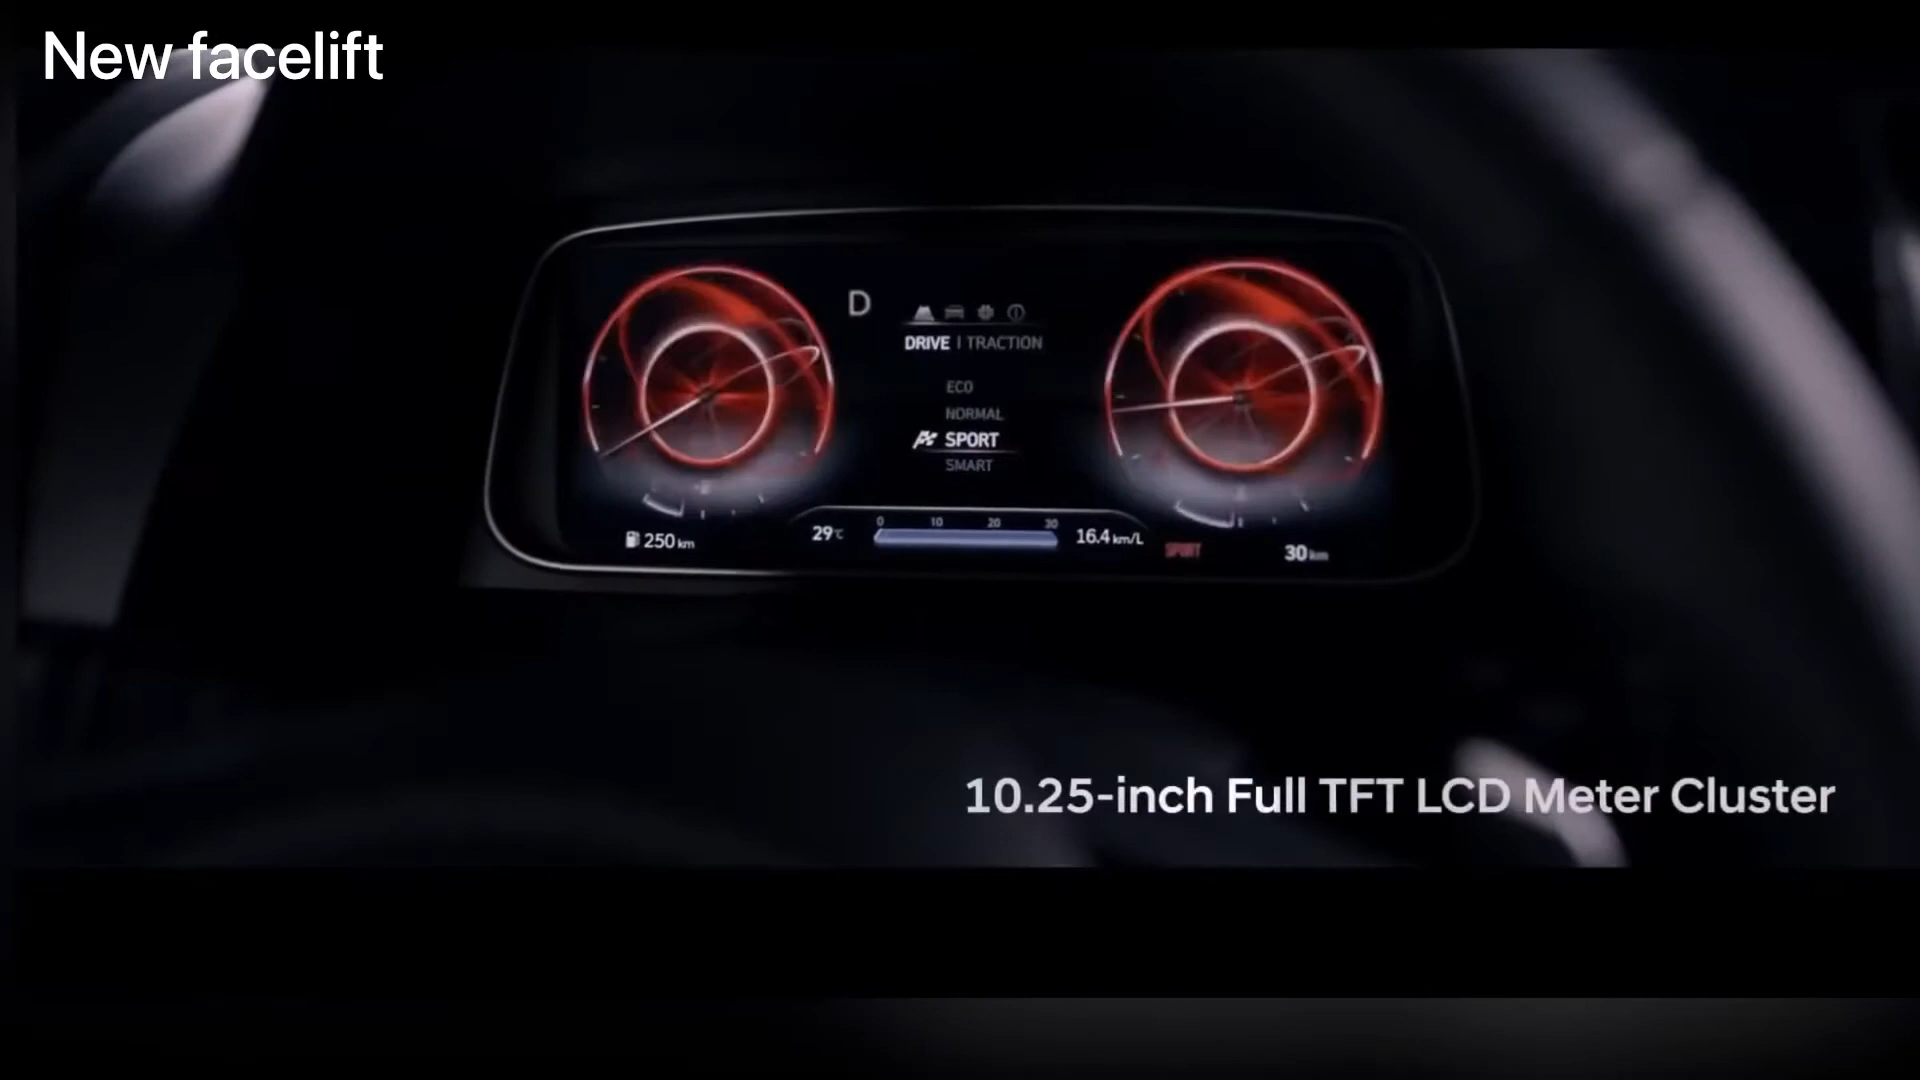 New facelift
D
DRIVE | TRACTION
ECO
NORMAL
SPORT
SMART
250 km
29°C
0 10 20 30
16.4 km/L
SPORT
30 km
10.25-inch Full TFT LCD Meter Cluster